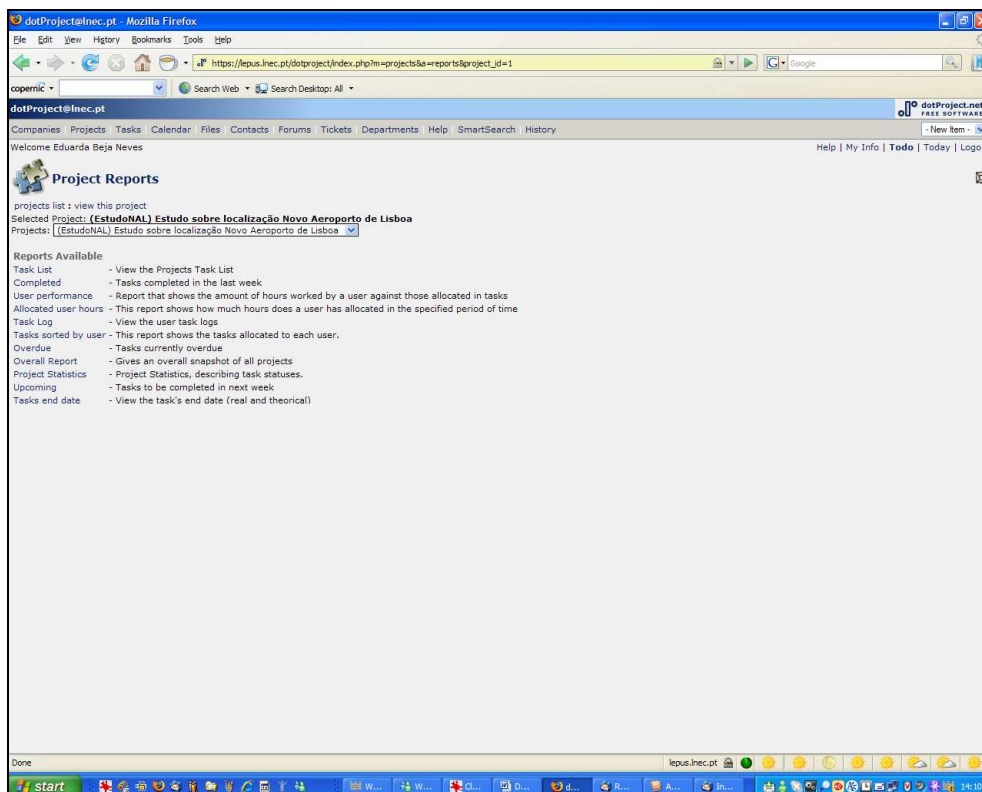 dotProject@lnec.pt - Mozilla Firefox
File Edit View History Bookmarks Tools Help
https://lepus.lnec.pt/dotproject/index.php?m=projects&a=reports&project_id=1
G Google
copernic Search Web Search Desktop: All
dotProject@lnec.pt
dotProject.net
FREE SOFTWARE
Companies Projects Tasks Calendar Files Contacts Forums Tickets Departments Help SmartSearch History
- New Item -
Welcome Eduarda Beja Neves
Help | My Info | Todo | Today | Logo
Project Reports
projects list : view this project
Selected Project: (EstudoNAL) Estudo sobre localização Novo Aeroporto de Lisboa
Projects: (EstudoNAL) Estudo sobre localização Novo Aeroporto de Lisboa
Reports Available
Task List - View the Projects Task List
Completed - Tasks completed in the last week
User performance - Report that shows the amount of hours worked by a user against those allocated in tasks
Allocated user hours - This report shows how much hours does a user has allocated in the specified period of time
Task Log - View the user task logs
Tasks sorted by user - This report shows the tasks allocated to each user.
Overdue - Tasks currently overdue
Overall Report - Gives an overall snapshot of all projects
Project Statistics - Project Statistics, describing task statuses.
Upcoming - Tasks to be completed in next week
Tasks end date - View the task's end date (real and theorical)
Done
lepus.lnec.pt
start
W... W... Cl... D... d... R... A... In...
14:10